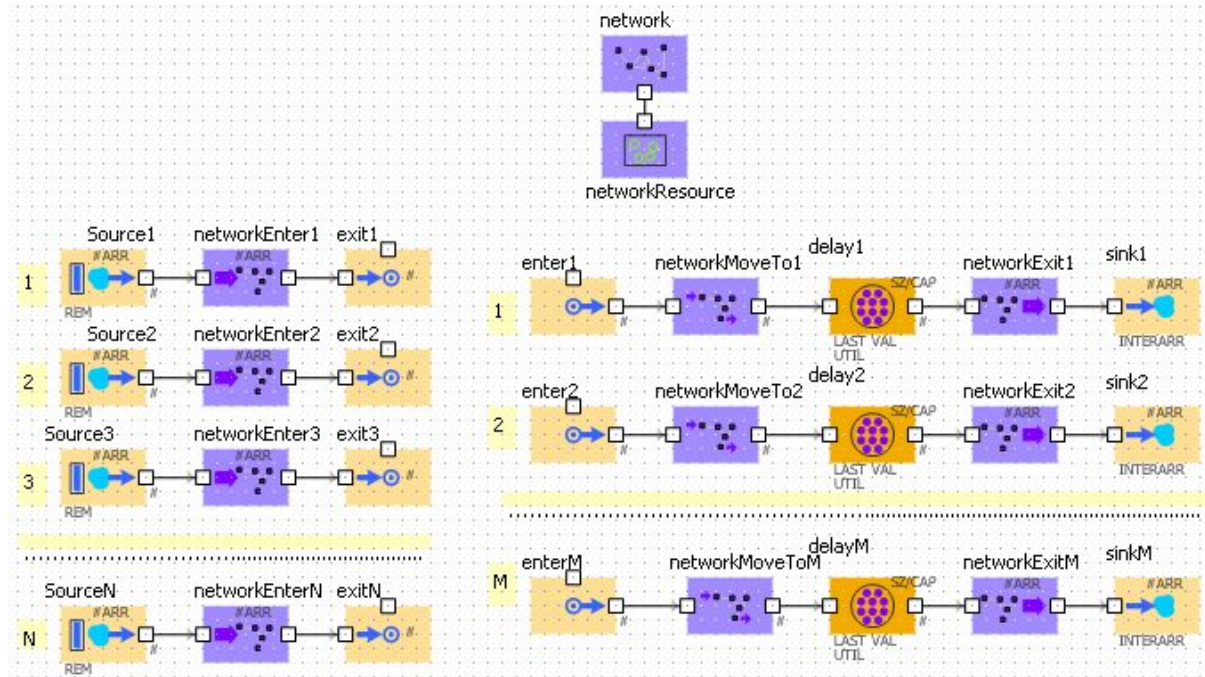 network
networkResource
Source1 networkEnter1 exit1
# ARR # ARR
1 N N
REM
Source2 networkEnter2 exit2
# ARR # ARR
2 N N
REM
Source3 networkEnter3 exit3
# ARR # ARR
3 N N
REM
SourceN networkEnterN exitN
# ARR # ARR
N N N
REM
enter1 networkMoveTo1 delay1 networkExit1 sink1
SZ/CAP # ARR # ARR
1 N N N
LAST VAL INTERARR
UTIL
enter2 networkMoveTo2 delay2 networkExit2 sink2
SZ/CAP # ARR # ARR
2 N N N
LAST VAL INTERARR
UTIL
enterM networkMoveToM delayM networkExitM sinkM
SZ/CAP # ARR # ARR
M N N N
LAST VAL INTERARR
UTIL